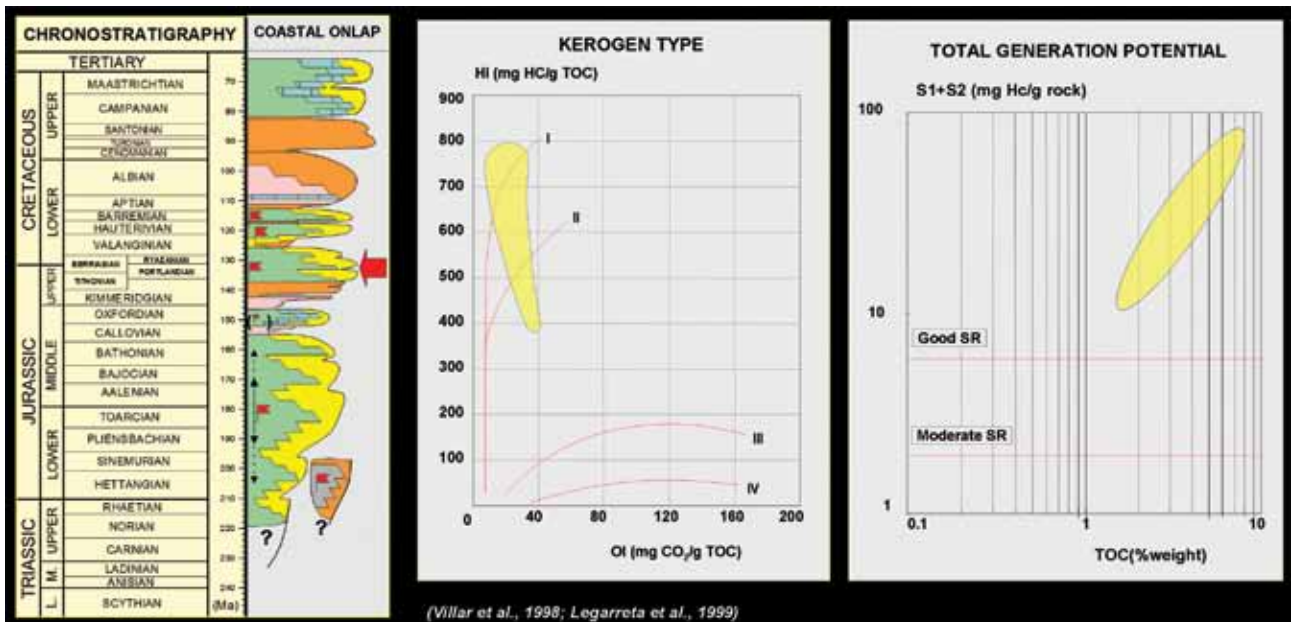 CHRONOSTRATIGRAPHY
COASTAL ONLAP
TERTIARY
CRETACEOUS
UPPER
MAASTRICHTIAN
CAMPANIAN
SANTONIAN
TURONIAN
CENOMANIAN
LOWER
ALBIAN
APTIAN
BARREMIAN
HAUTERIVIAN
VALANGINIAN
BERRIASIAN
RYAZANIAN
PORTLANDIAN
TITHONIAN
JURASSIC
UPPER
KIMMERIDGIAN
OXFORDIAN
MIDDLE
CALLOVIAN
BATHONIAN
BAJOCIAN
AALENIAN
LOWER
TOARCIAN
PLIENSBACHIAN
SINEMURIAN
HETTANGIAN
TRIASSIC
UPPER
RHAETIAN
NORIAN
CARNIAN
M.
LADINIAN
ANISIAN
L.
SCYTHIAN
70
80
90
100
110
120
130
140
150
160
170
180
190
200
210
220
230
240
(Ma)
?
?
KEROGEN TYPE
HI (mg HC/g TOC)
900
800
700
600
500
400
300
200
100
0
40
80
120
160
200
I
II
III
IV
OI (mg CO2/g TOC)
TOTAL GENERATION POTENTIAL
S1+S2 (mg Hc/g rock)
100
10
1
Good SR
Moderate SR
0.1
1
10
TOC(%weight)
(Villar et al., 1998; Legarreta et al., 1999)